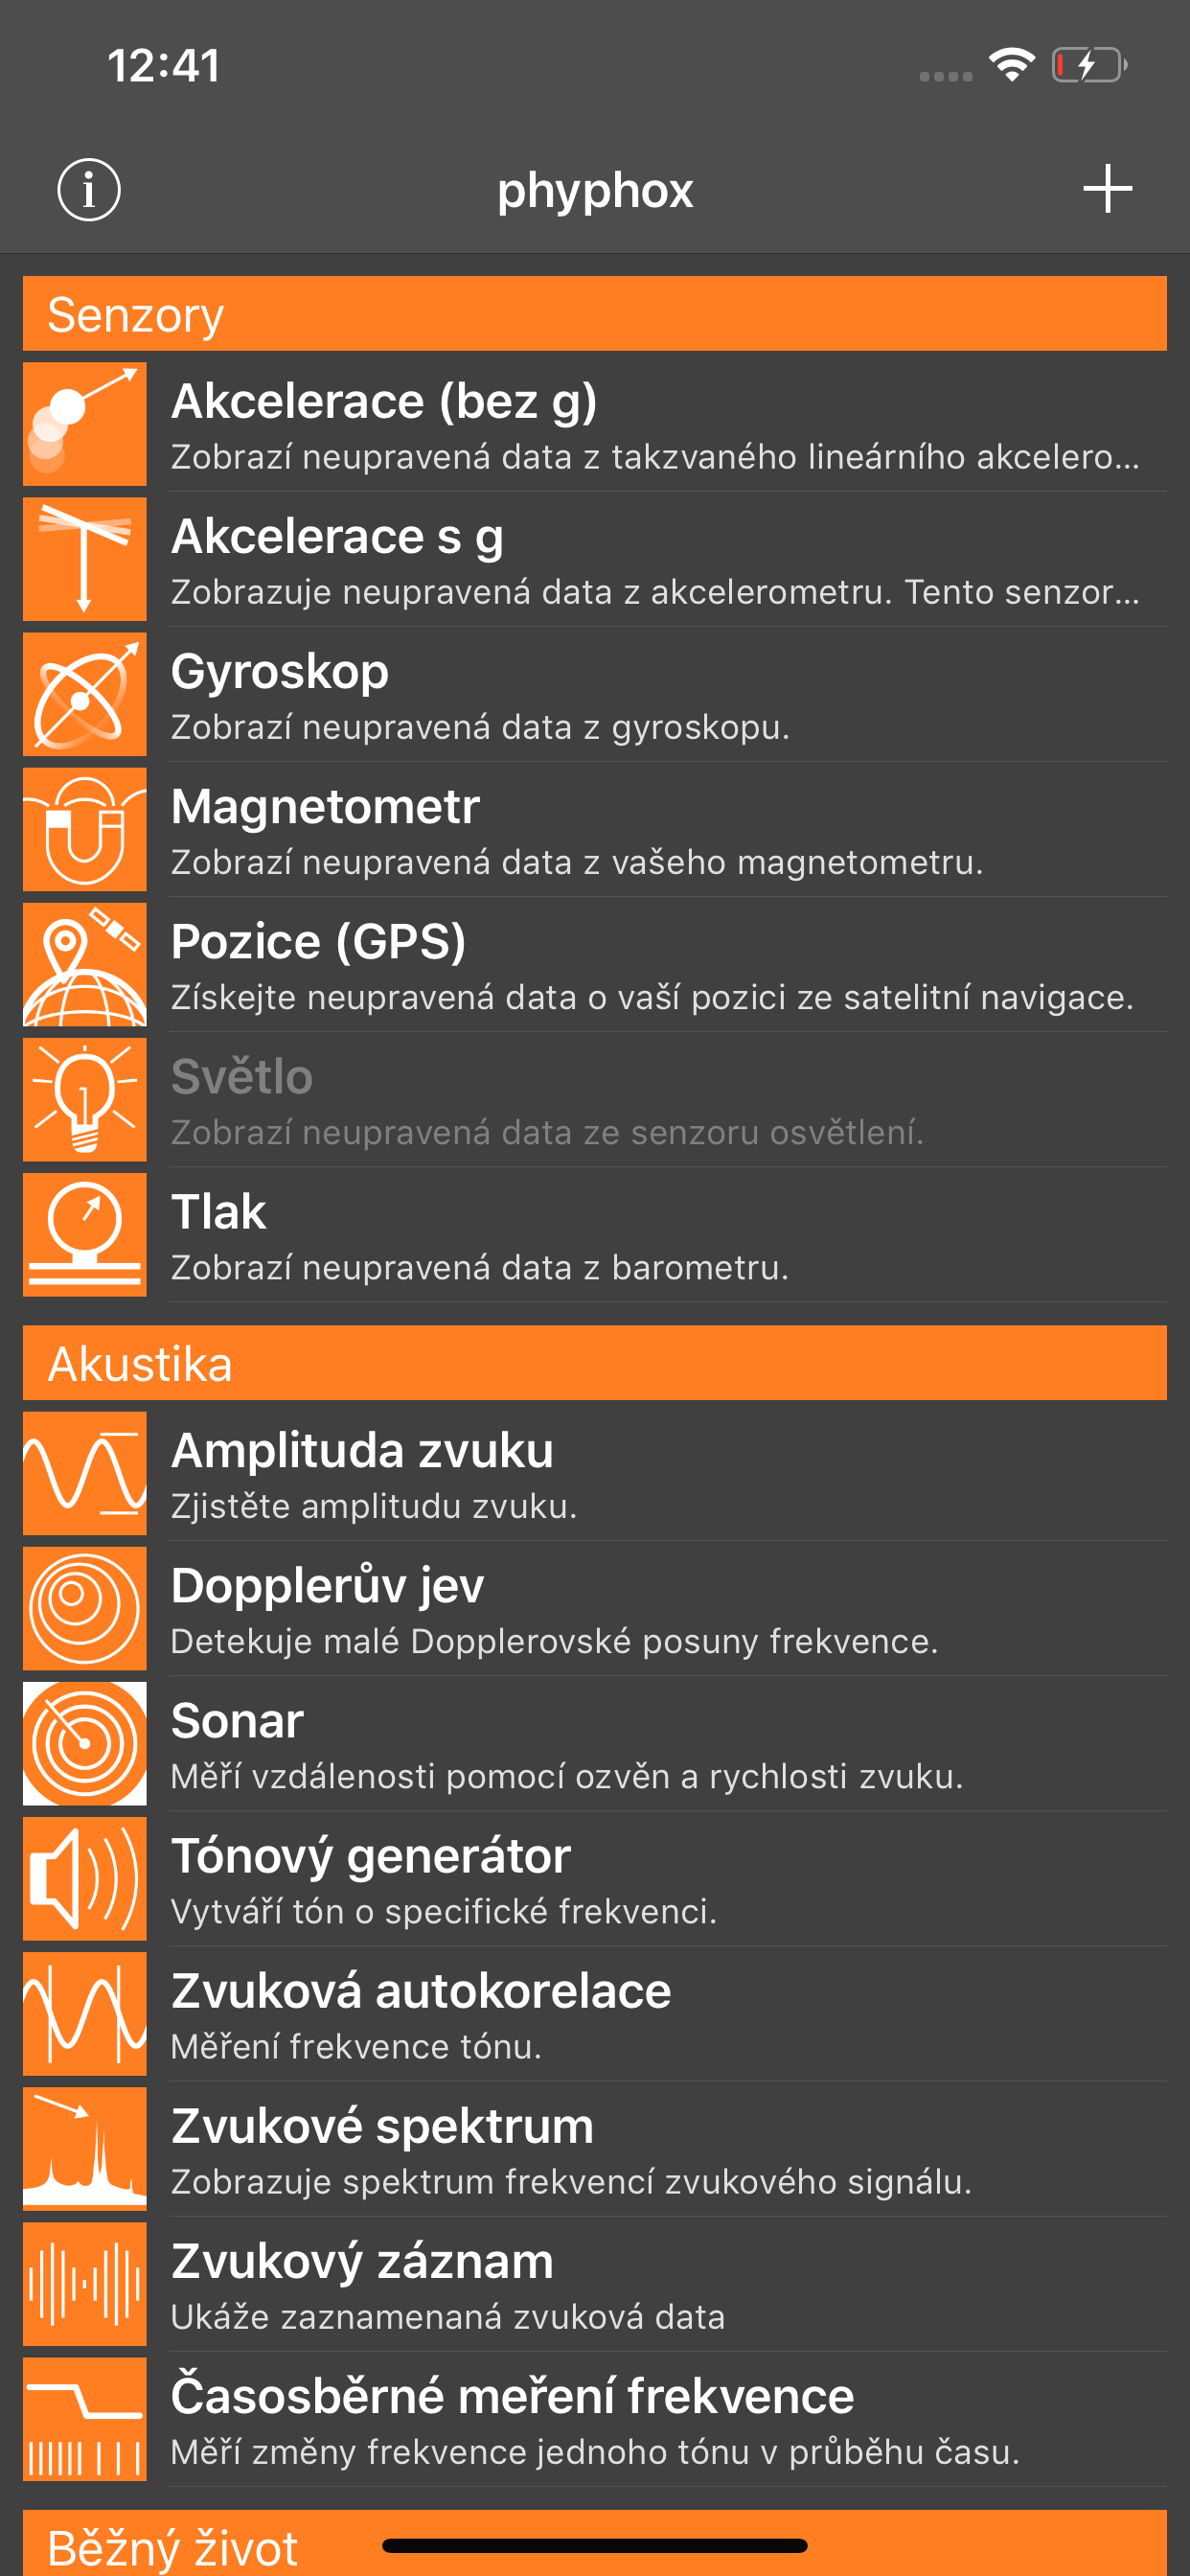 12:41
phyphox
Senzory
Akcelerace (bez g)
Zobrazí neupravená data z takzvaného lineárního akcelero...
Akcelerace s g
Zobrazuje neupravená data z akcelerometru. Tento senzor...
Gyroskop
Zobrazí neupravená data z gyroskopu.
Magnetometr
Zobrazí neupravená data z vašeho magnetometru.
Pozice (GPS)
Získejte neupravená data o vaší pozici ze satelitní navigace.
Světlo
Zobrazí neupravená data ze senzoru osvětlení.
Tlak
Zobrazí neupravená data z barometru.
Akustika
Amplituda zvuku
Zjistěte amplitudu zvuku.
Dopplerův jev
Detekuje malé Dopplerovské posuny frekvence.
Sonar
Měří vzdálenosti pomocí ozvěn a rychlosti zvuku.
Tónový generátor
Vytváří tón o specifické frekvenci.
Zvuková autokorelace
Měření frekvence tónu.
Zvukové spektrum
Zobrazuje spektrum frekvencí zvukového signálu.
Zvukový záznam
Ukáže zaznamenaná zvuková data
Časosběrné meření frekvence
Měří změny frekvence jednoho tónu v průběhu času.
Běžný život